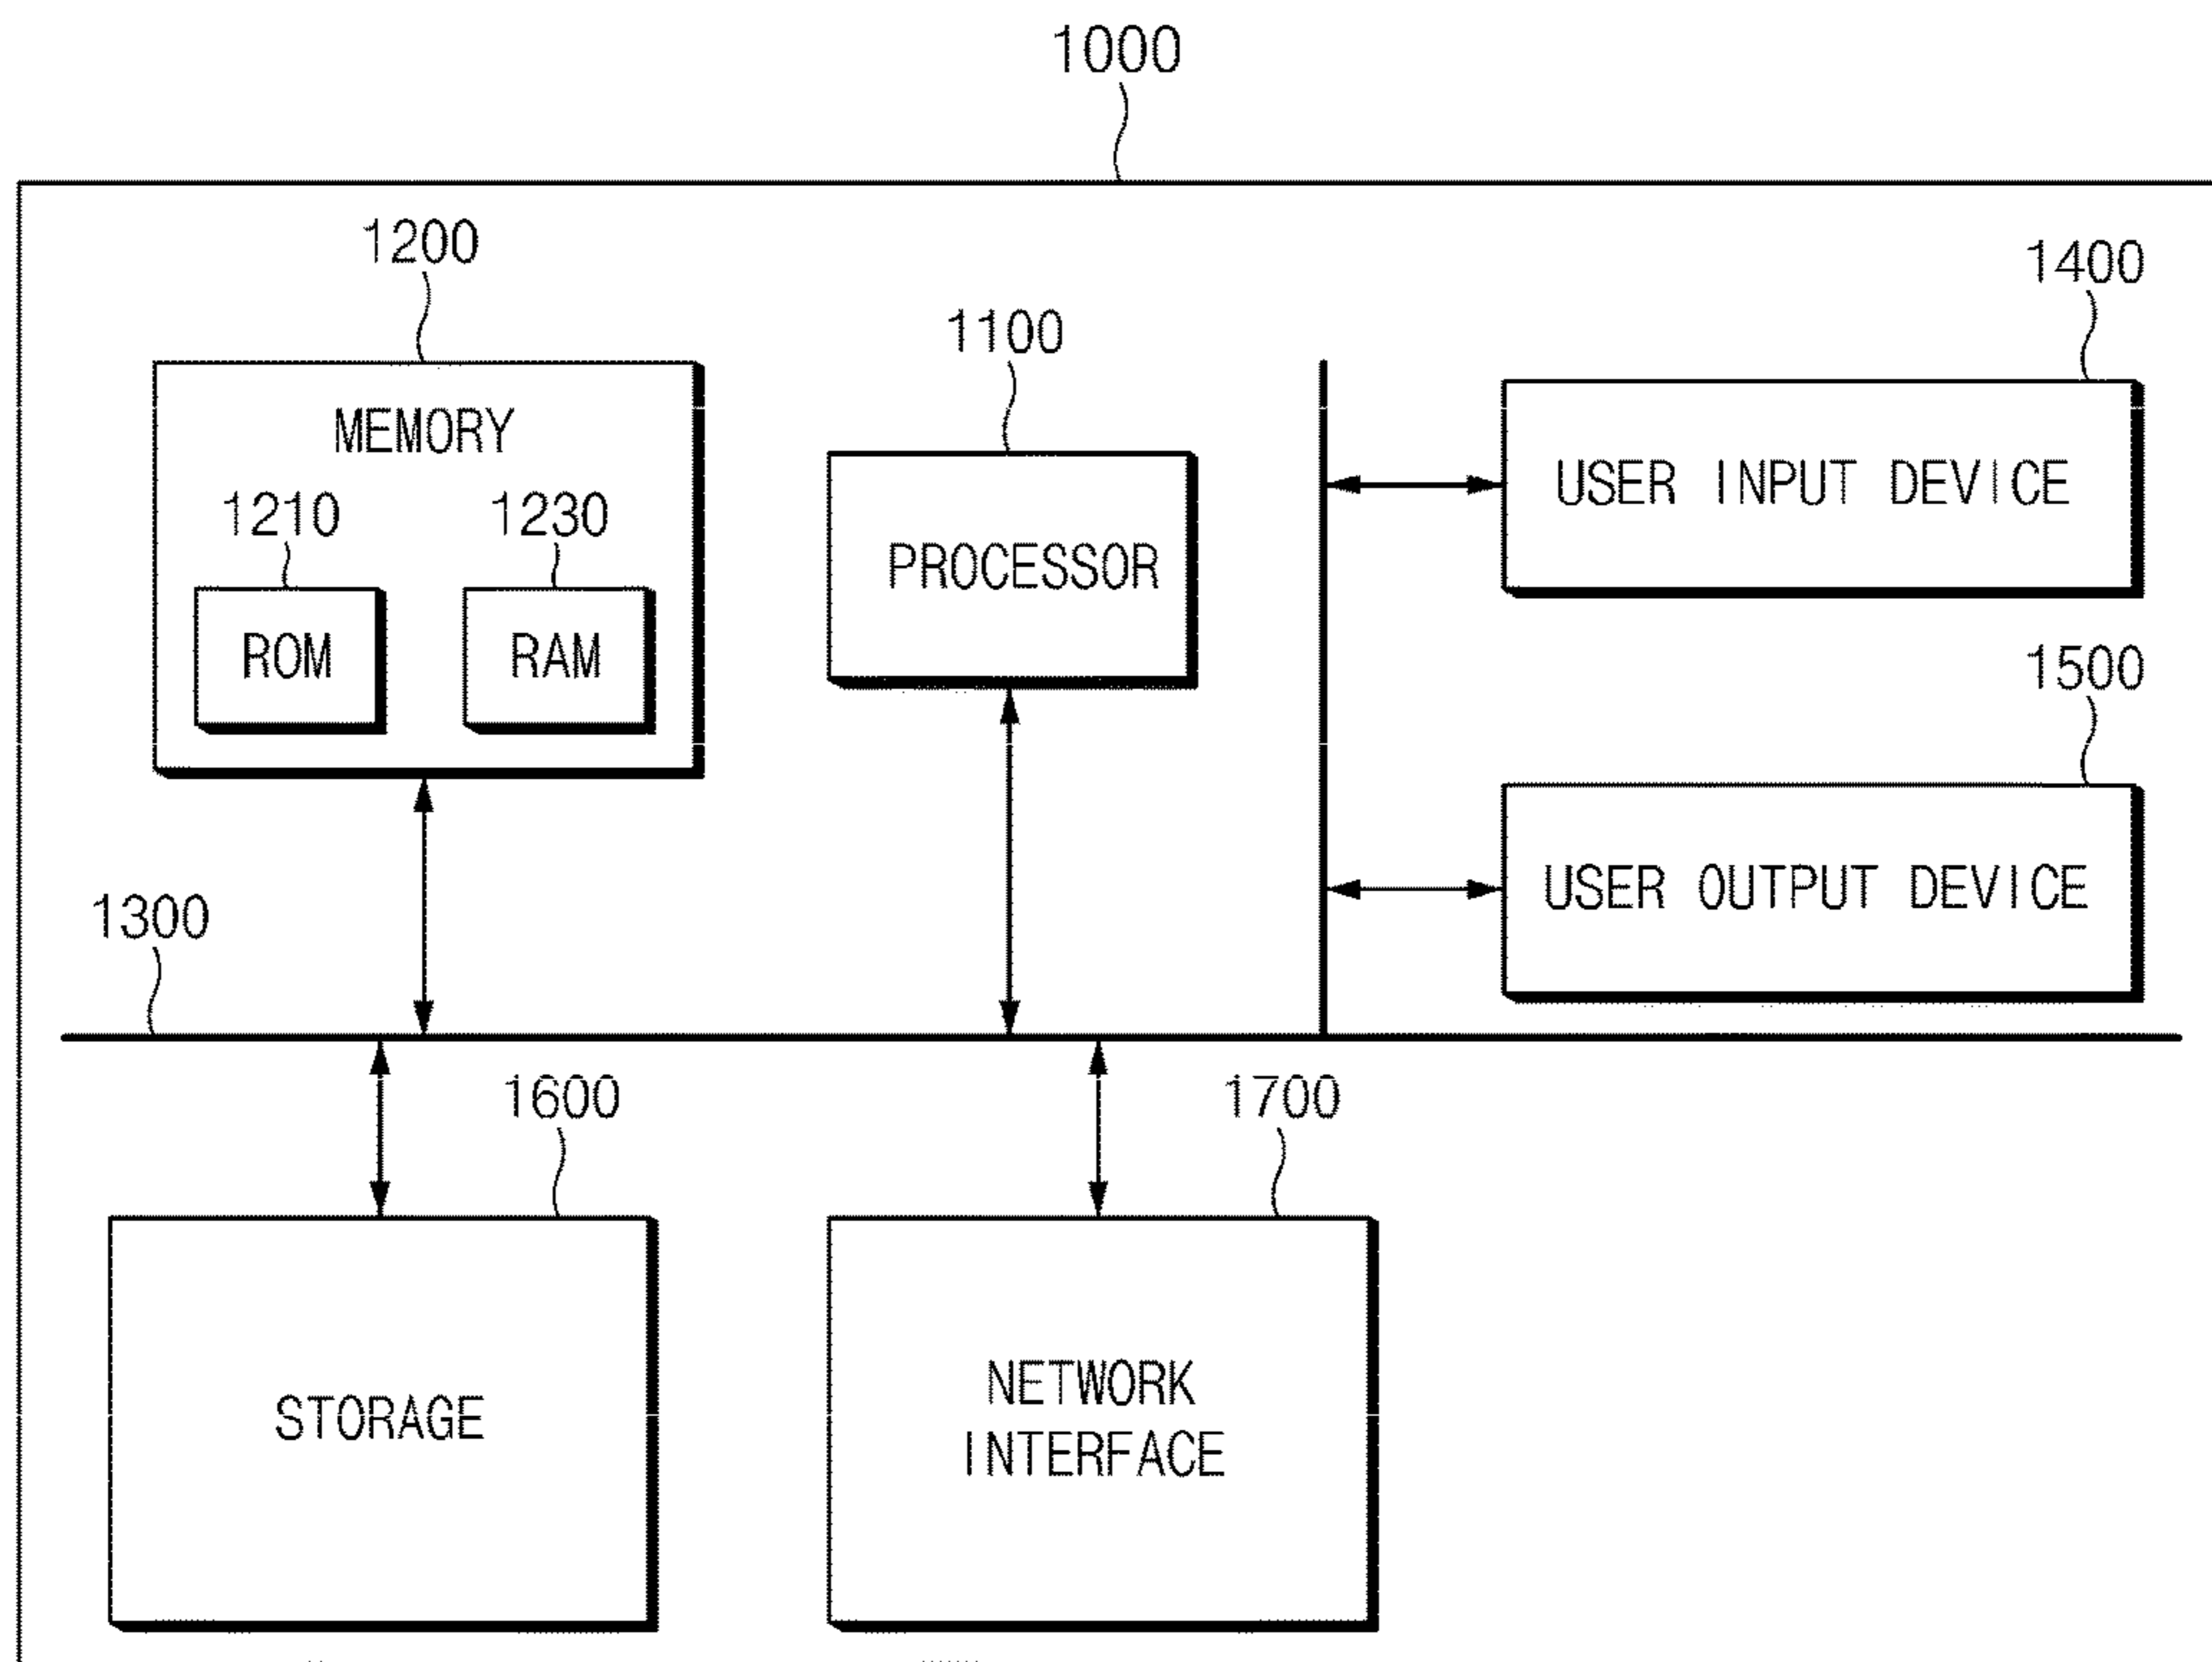 1000
1200
1400
1100
MEMORY
USER INPUT DEVICE
1210
1230
PROCESSOR
ROM
RAM
1500
USER OUTPUT DEVICE
1300
1600
1700
STORAGE
NETWORK
INTERFACE